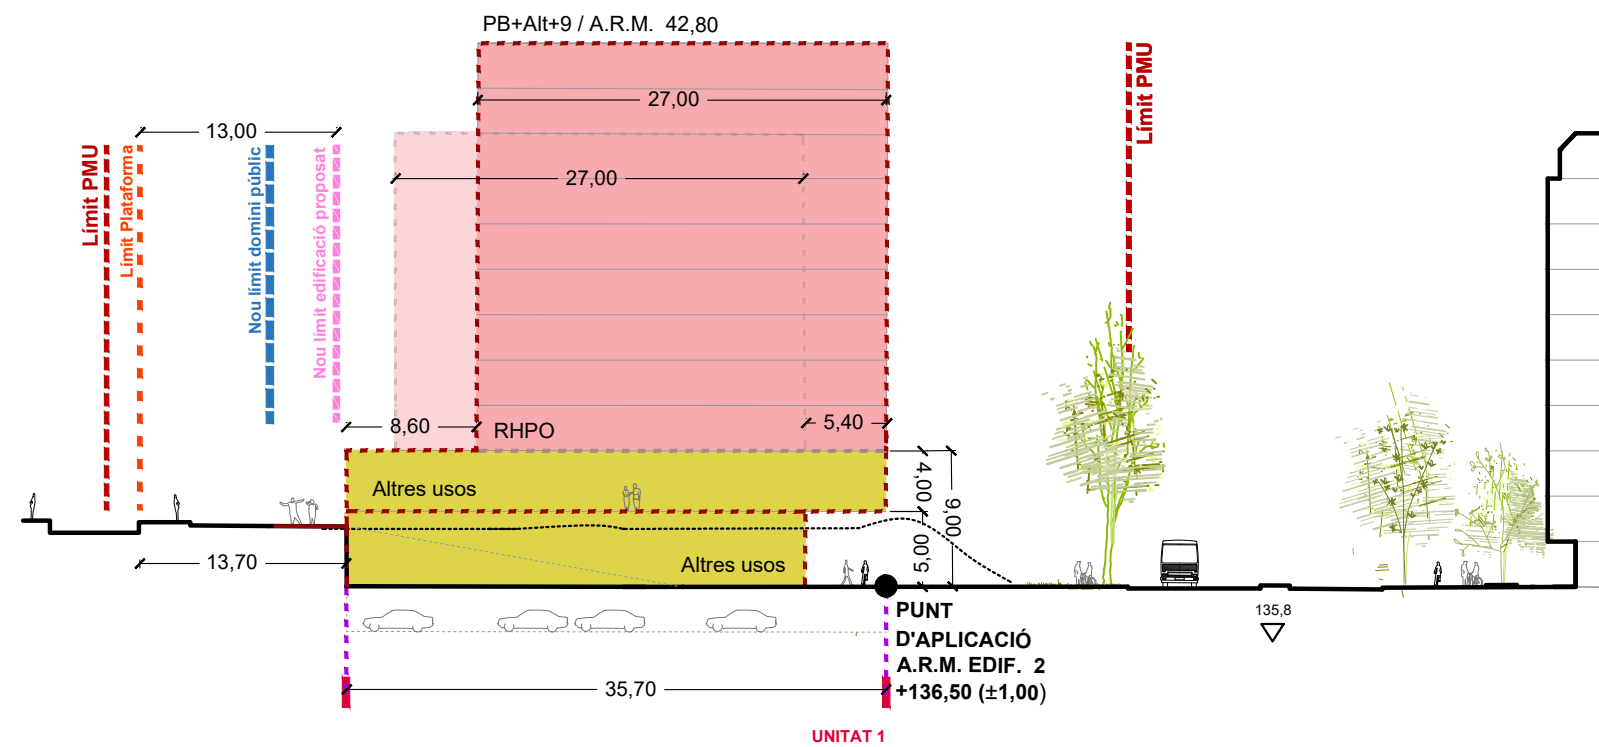 PB+Alt+9 / A.R.M.  42,80
27,00
13,00
27,00
Límit PMU
Límit Plataforma
Nou límit domini públic
Nou límit edificació proposat
Límit PMU
8,60
RHPO
5,40
Altres usos
4,00
9,00
5,00
Altres usos
13,70
PUNT
D'APLICACIÓ
A.R.M. EDIF.  2
+136,50 (±1,00)
135,8
35,70
UNITAT 1